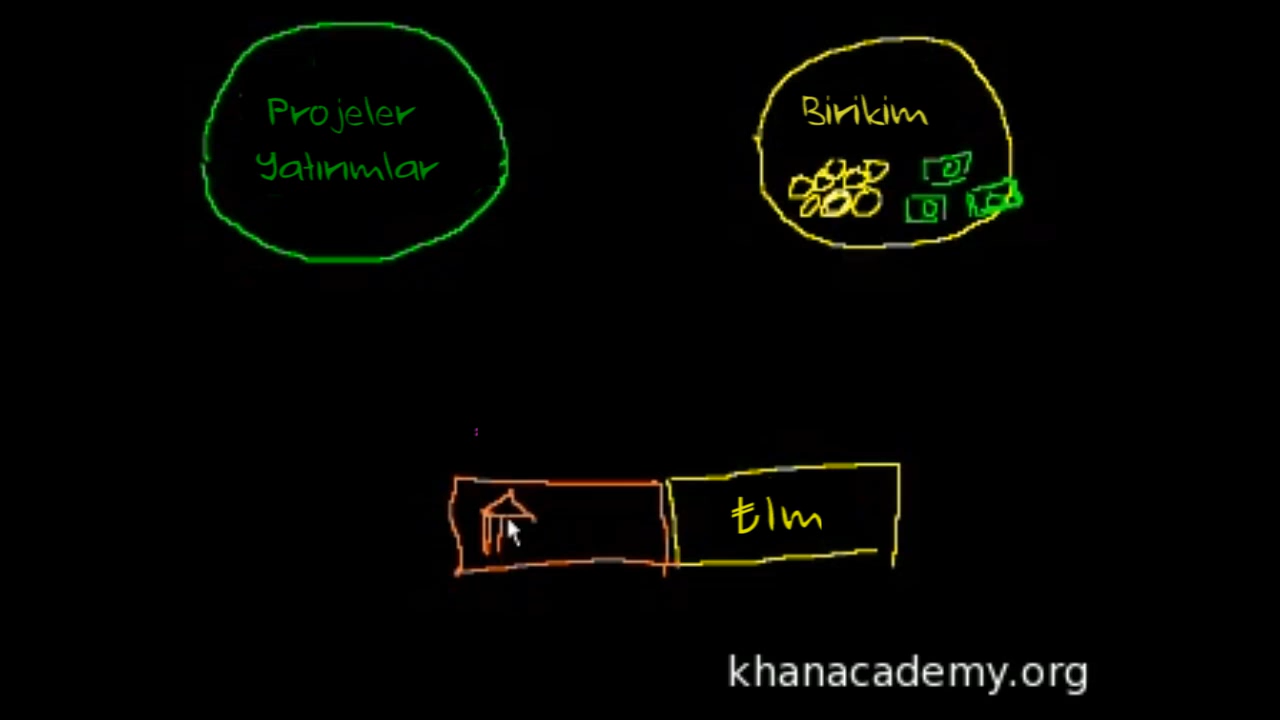 Projeler
Yatırımlar
Birikim
₺1m
khanacademy.org